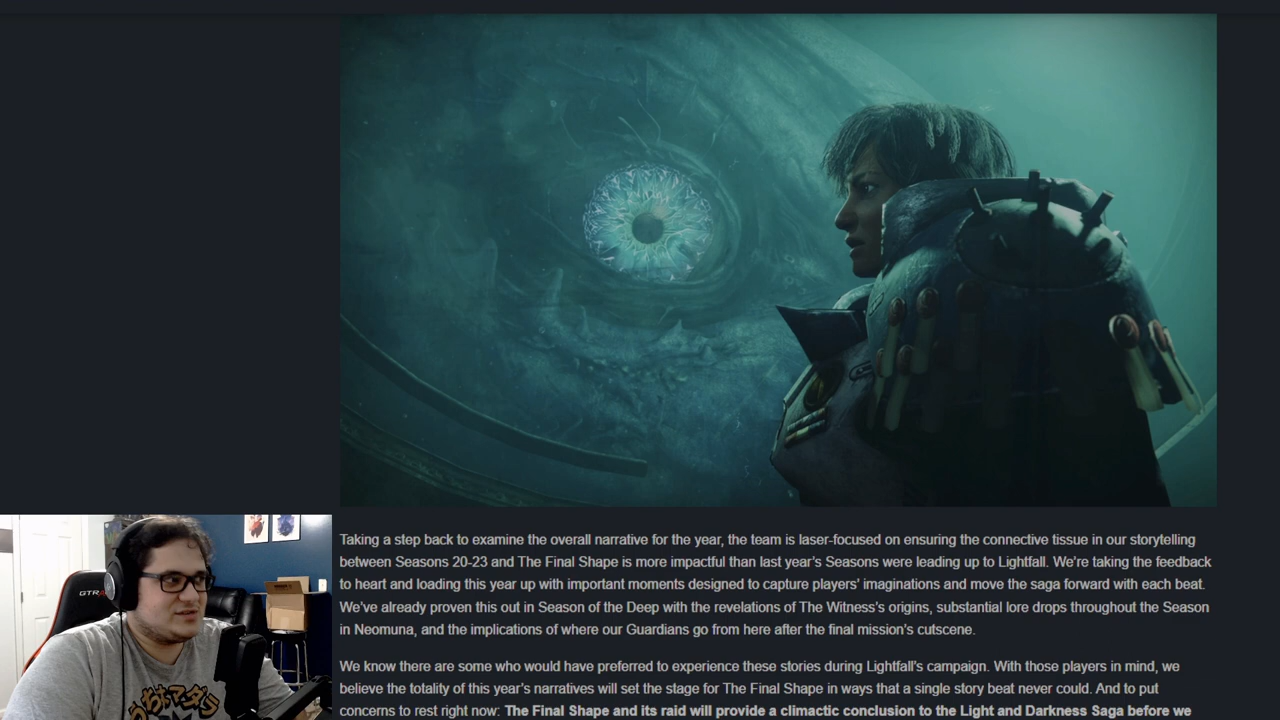 Taking a step back to examine the overall narrative for the year, the team is laser-focused on ensuring the connective tissue in our storytelling
between Seasons 20-23 and The Final Shape is more impactful than last year's Seasons were leading up to Lightfall. We're taking the feedback
to heart and loading this year up with important moments designed to capture players' imaginations and move the saga forward with each beat.
We've already proven this out in Season of the Deep with the revelations of The Witness's origins, substantial lore drops throughout the Season
in Neomuna, and the implications of where our Guardians go from here after the final mission's cutscene.
We know there are some who would have preferred to experience these stories during Lightfall's campaign. With those players in mind, we
believe the totality of this year's narratives will set the stage for The Final Shape in ways that a single story beat never could. And to put
concerns to rest right now: The Final Shape and its raid will provide a climactic conclusion to the Light and Darkness Saga before we
GTR